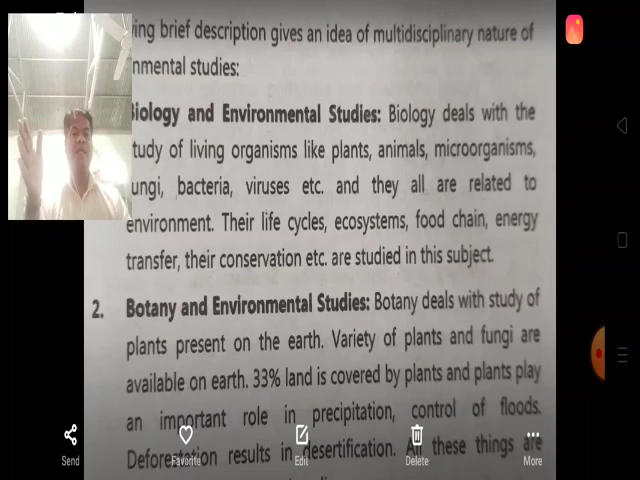 ving brief description gives an idea of multidisciplinary nature of
nmental studies:
Biology and Environmental Studies: Biology deals with the
tudy of living organisms like plants, animals, microorganisms,
ungi, bacteria, viruses etc. and they all are related to
environment. Their life cycles, ecosystems, food chain, energy
transfer, their conservation etc. are studied in this subject.
2. Botany and Environmental Studies: Botany deals with study of
plants present on the earth. Variety of plants and fungi are
available on earth. 33% land is covered by plants and plants play
an important role in precipitation, control of floods.
Deforestation results in desertification. All these things are
Send Favorite Edit Delete More